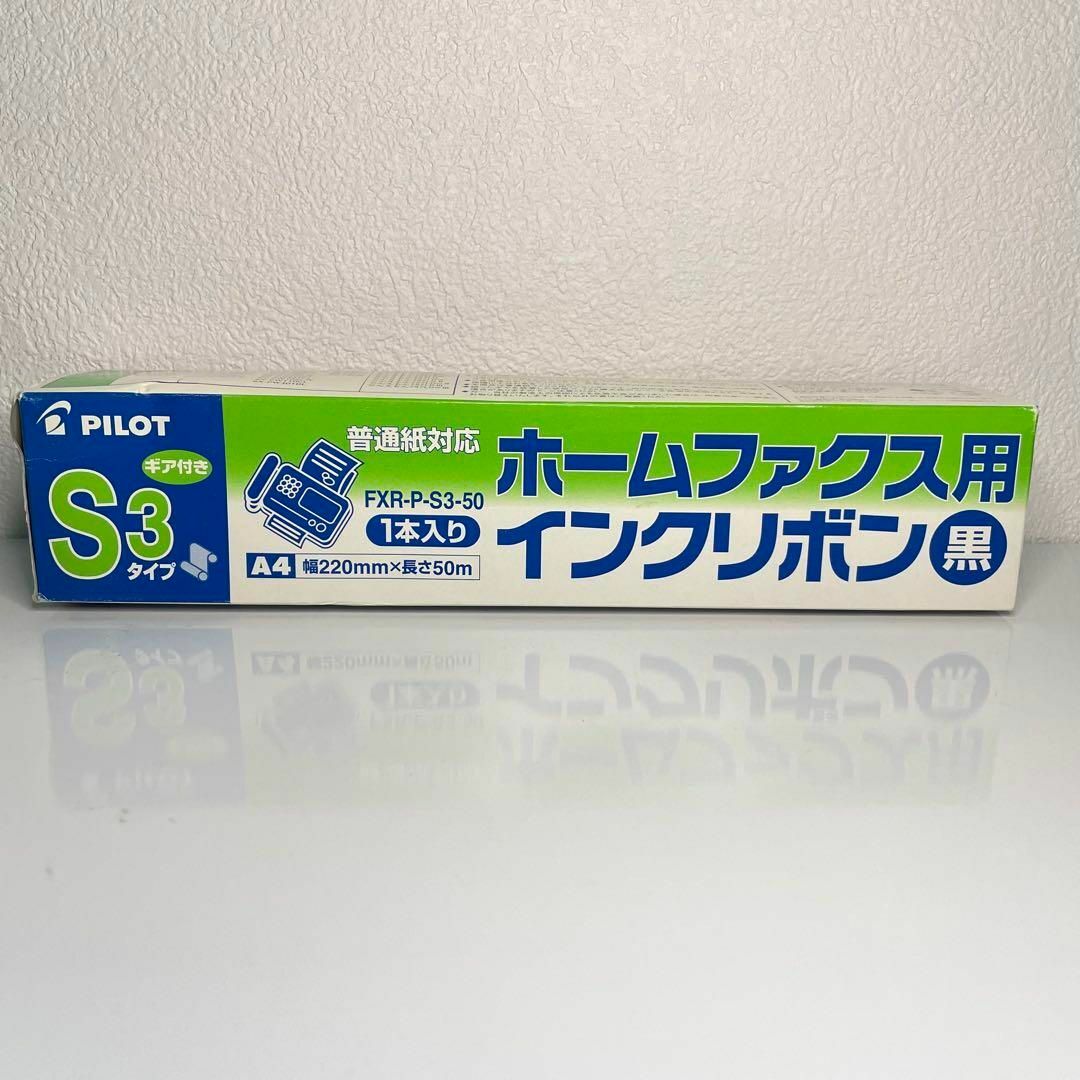 PILOT
ギア付き
S3
タイプ
普通紙対応
FXR-P-S3-50
1本入り
A4 幅220mm×長さ50m
ホームファクス用
インクリボン 黒